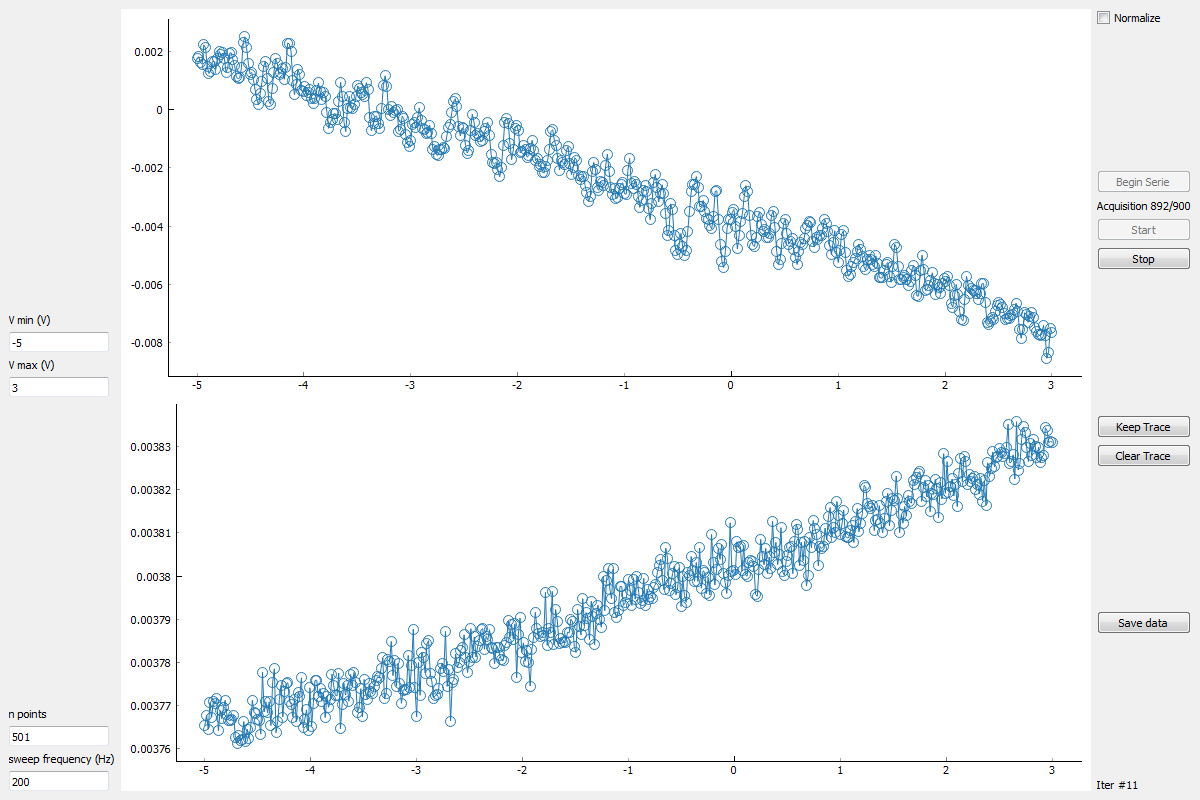 Normalize
0.002
0
-0.002
-0.004
-0.006
-0.008
-5 -4 -3 -2 -1 0 1 2 3
Begin Serie
Acquisition 892/900
Start
Stop
V min (V)
-5
V max (V)
3
0.00383
0.00382
0.00381
0.0038
0.00379
0.00378
0.00377
0.00376
-5 -4 -3 -2 -1 0 1 2 3
Keep Trace
Clear Trace
Save data
n points
501
sweep frequency (Hz)
200
Iter #11